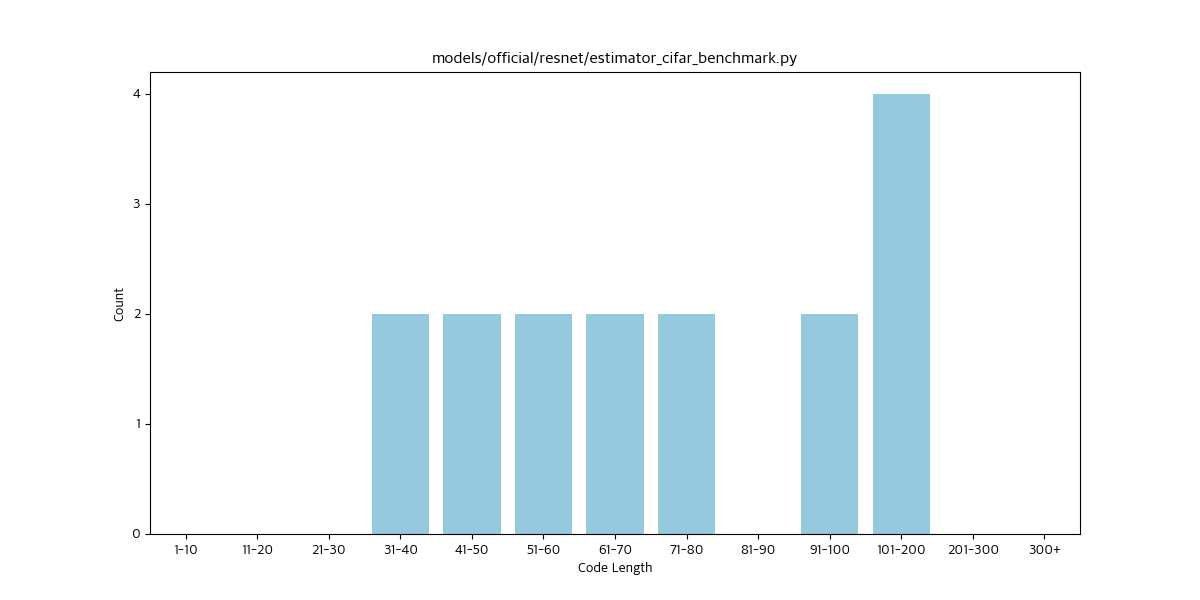 models/official/resnet/estimator_cifar_benchmark.py
4
3
2
1
0
Count
1-10 11-20 21-30 31-40 41-50 51-60 61-70 71-80 81-90 91-100 101-200 201-300 300+
Code Length